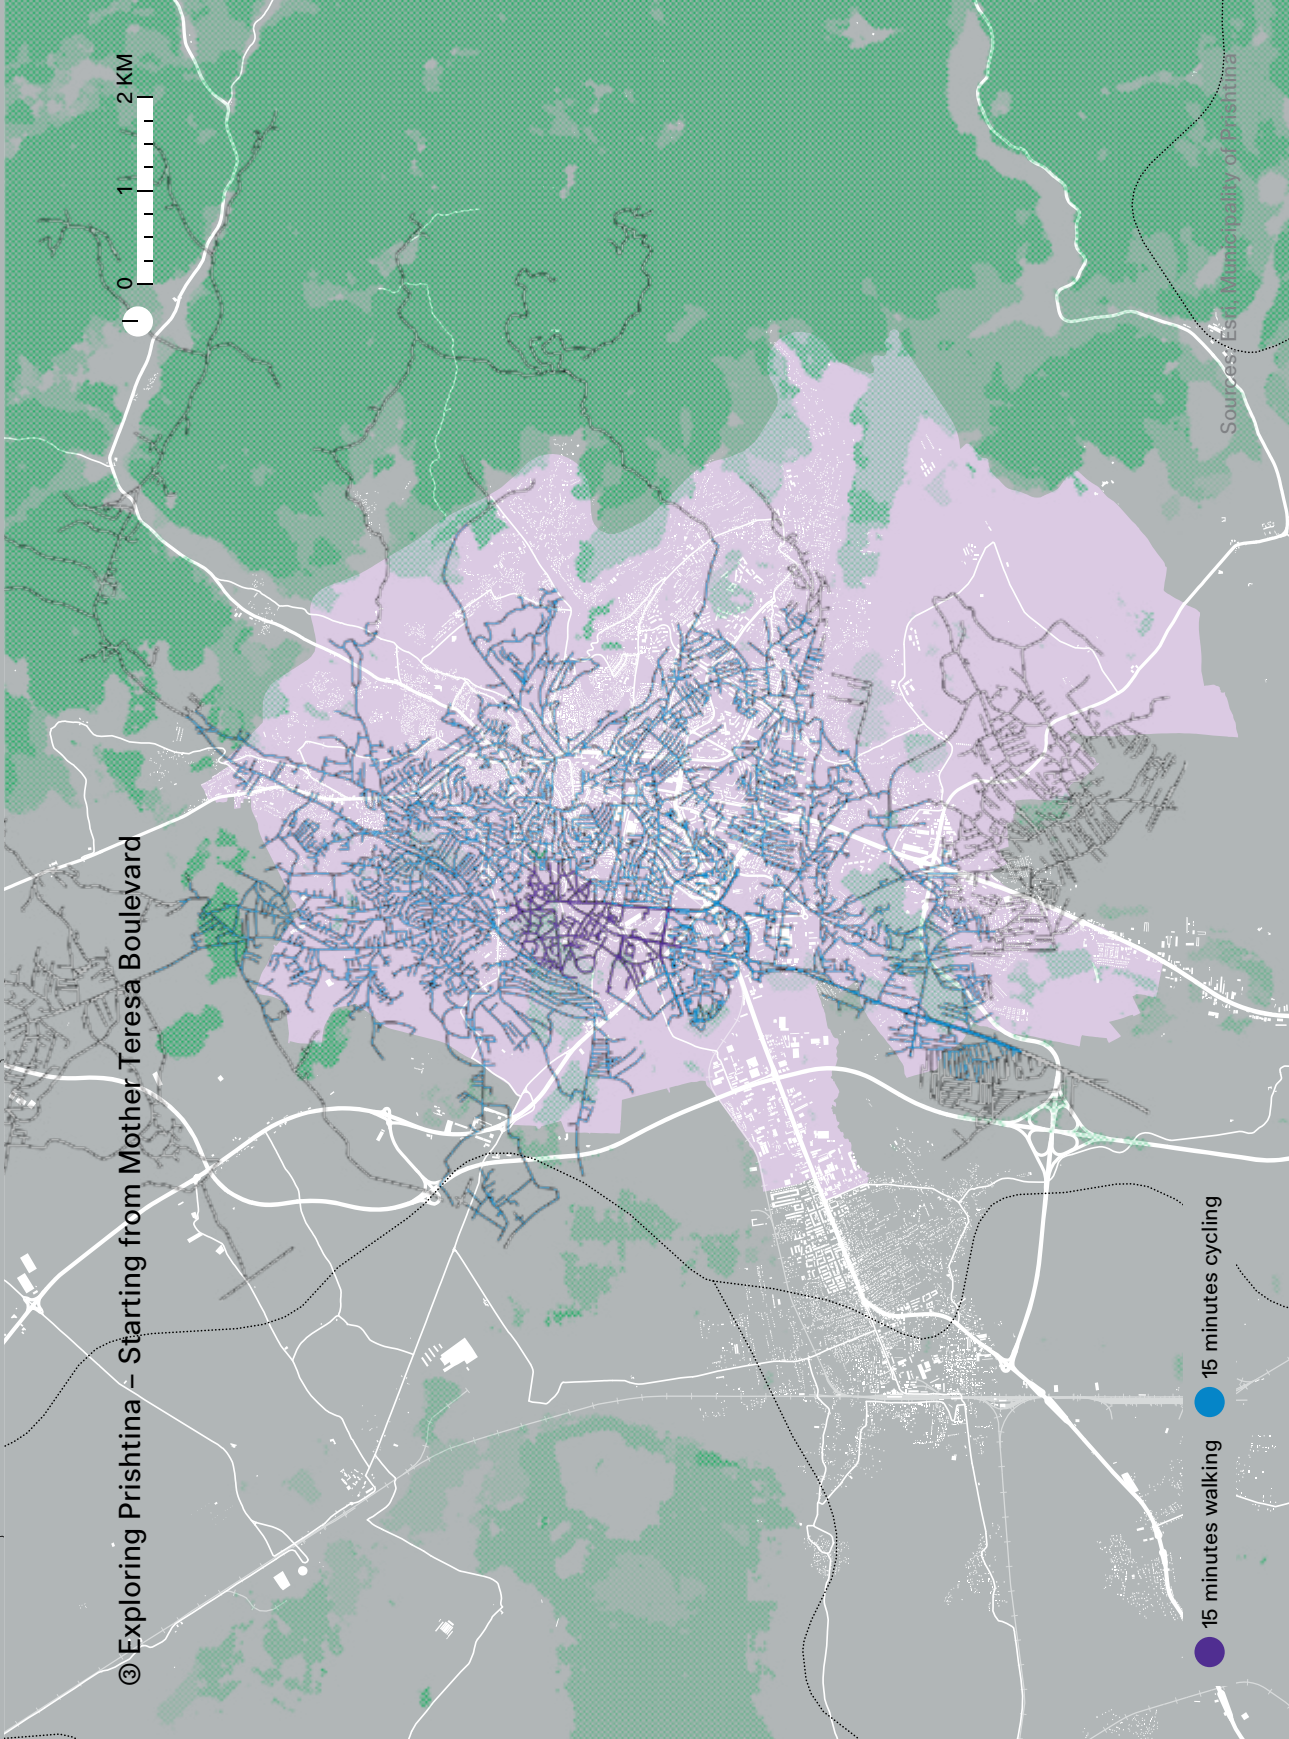 ③ Exploring Prishtina – Starting from Mother Teresa Boulevard
0 1 2 KM
15 minutes walking
15 minutes cycling
Sources: Esri, Municipality of Prishtina